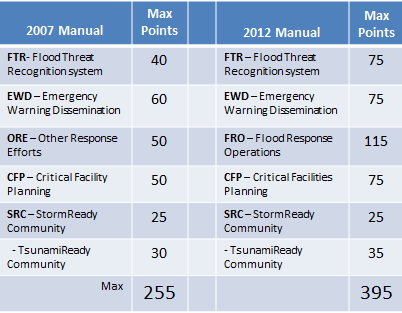 2007 Manual
Max
Points
2012 Manual
Max
Points
FTR- Flood Threat
Recognition system
40
FTR – Flood Threat
Recognition system
75
EWD – Emergency
Warning Dissemination
60
EWD – Emergency
Warning Dissemination
75
ORE – Other Response
Efforts
50
FRO – Flood Response
Operations
115
CFP – Critical Facility
Planning
50
CFP – Critical Facilities
Planning
75
SRC – StormReady
Community
25
SRC – StormReady
Community
25
- TsunamiReady
Community
30
- TsunamiReady
Community
35
Max
255
395